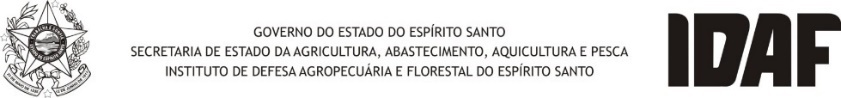 GOVERNO DO ESTADO DO ESPÍRITO SANTO
SECRETARIA DE ESTADO DA AGRICULTURA, ABASTECIMENTO, AQUICULTURA E PESCA
INSTITUTO DE DEFESA AGROPECUÁRIA E FLORESTAL DO ESPÍRITO SANTO
IDAF